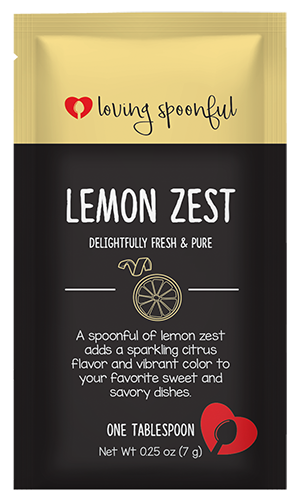 loving spoonful
LEMON ZEST
DELIGHTFULLY FRESH & PURE
A spoonful of lemon zest
adds a sparkling citrus
flavor and vibrant color to
your favorite sweet and
savory dishes.
ONE TABLESPOON
Net Wt 0.25 oz (7 g)